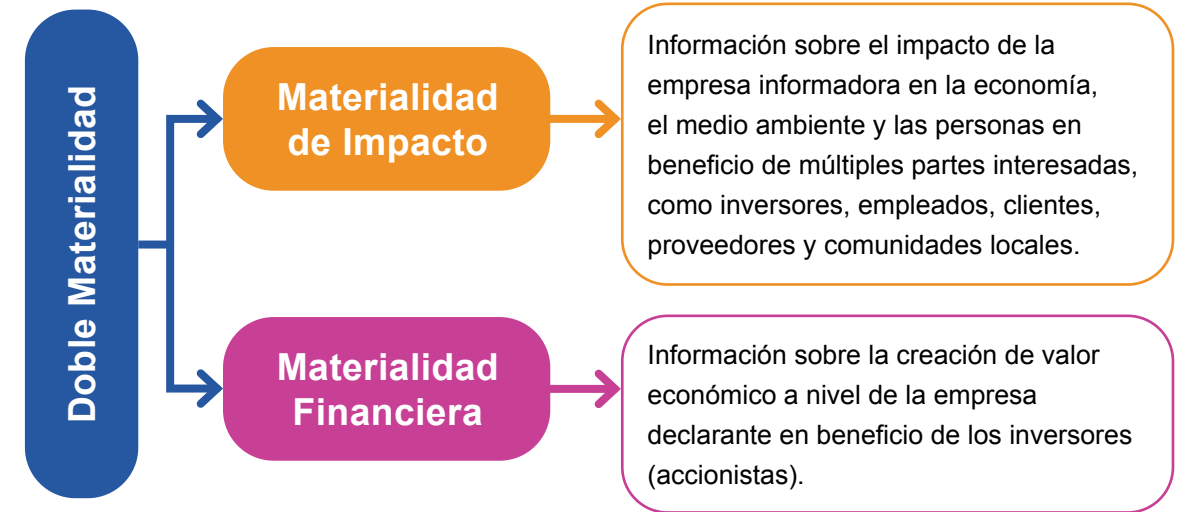 Doble Materialidad
Materialidad
de Impacto
Información sobre el impacto de la
empresa informadora en la economía,
el medio ambiente y las personas en
beneficio de múltiples partes interesadas,
como inversores, empleados, clientes,
proveedores y comunidades locales.
Materialidad
Financiera
Información sobre la creación de valor
económico a nivel de la empresa
declarante en beneficio de los inversores
(accionistas).